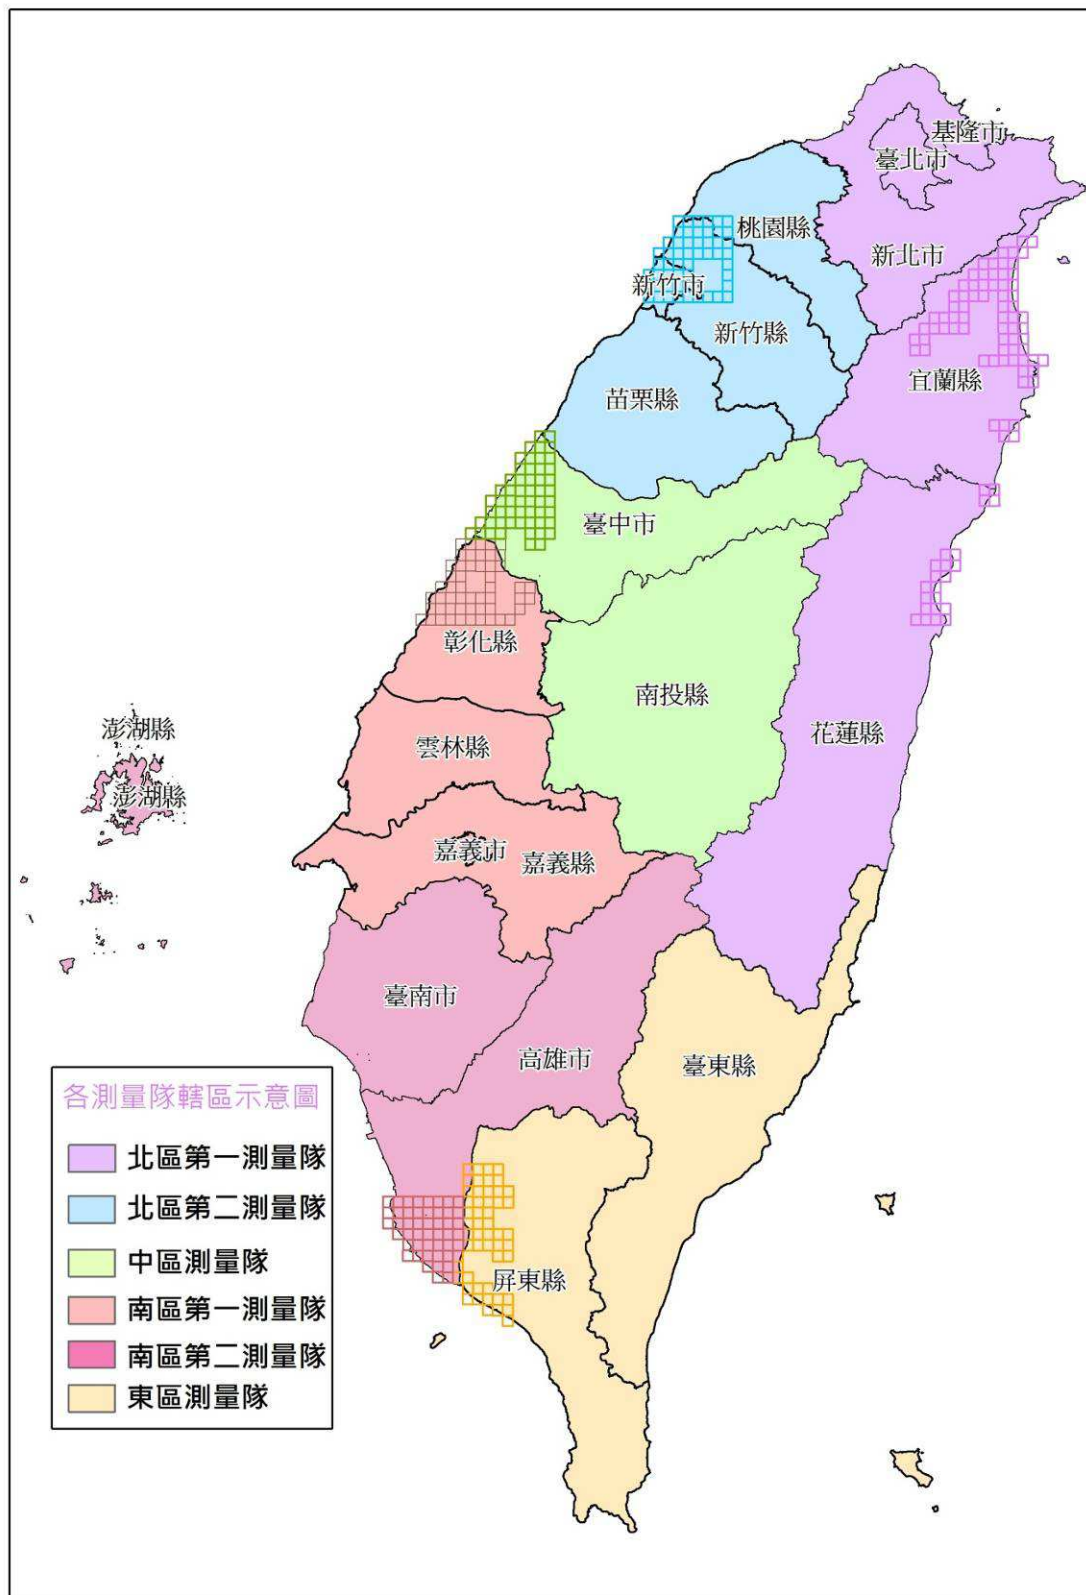 基隆市
臺北市
桃園縣
新北市
新竹市
新竹縣
宜蘭縣
苗栗縣
臺中市
彰化縣
南投縣
澎湖縣
花蓮縣
雲林縣
澎湖縣
嘉義市
嘉義縣
臺南市
高雄市
臺東縣
屏東縣
各測量隊轄區示意圖
北區第一測量隊
北區第二測量隊
中區測量隊
南區第一測量隊
南區第二測量隊
東區測量隊